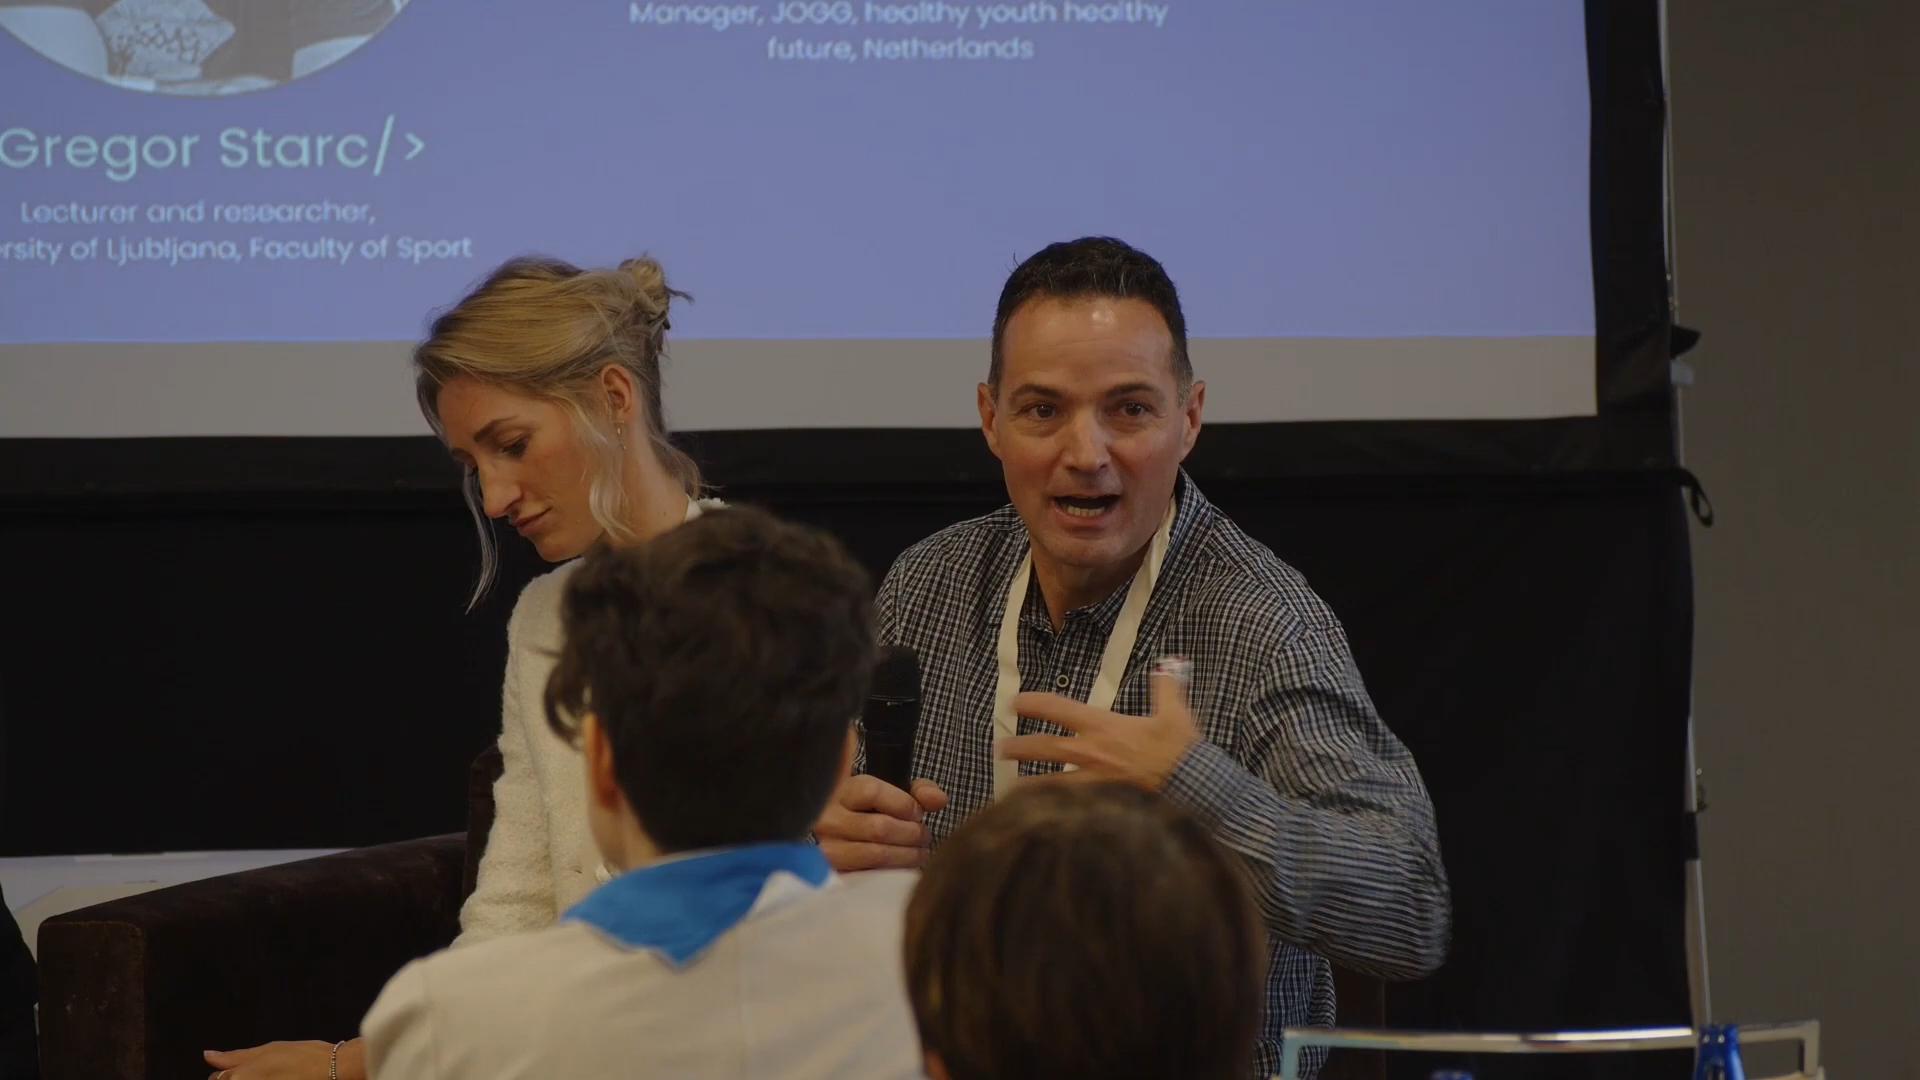 Manager, JOGG, healthy youth healthy
future, Netherlands
Gregor Starc/>
Lecturer and researcher,
rsity of Ljubljana, Faculty of Sport